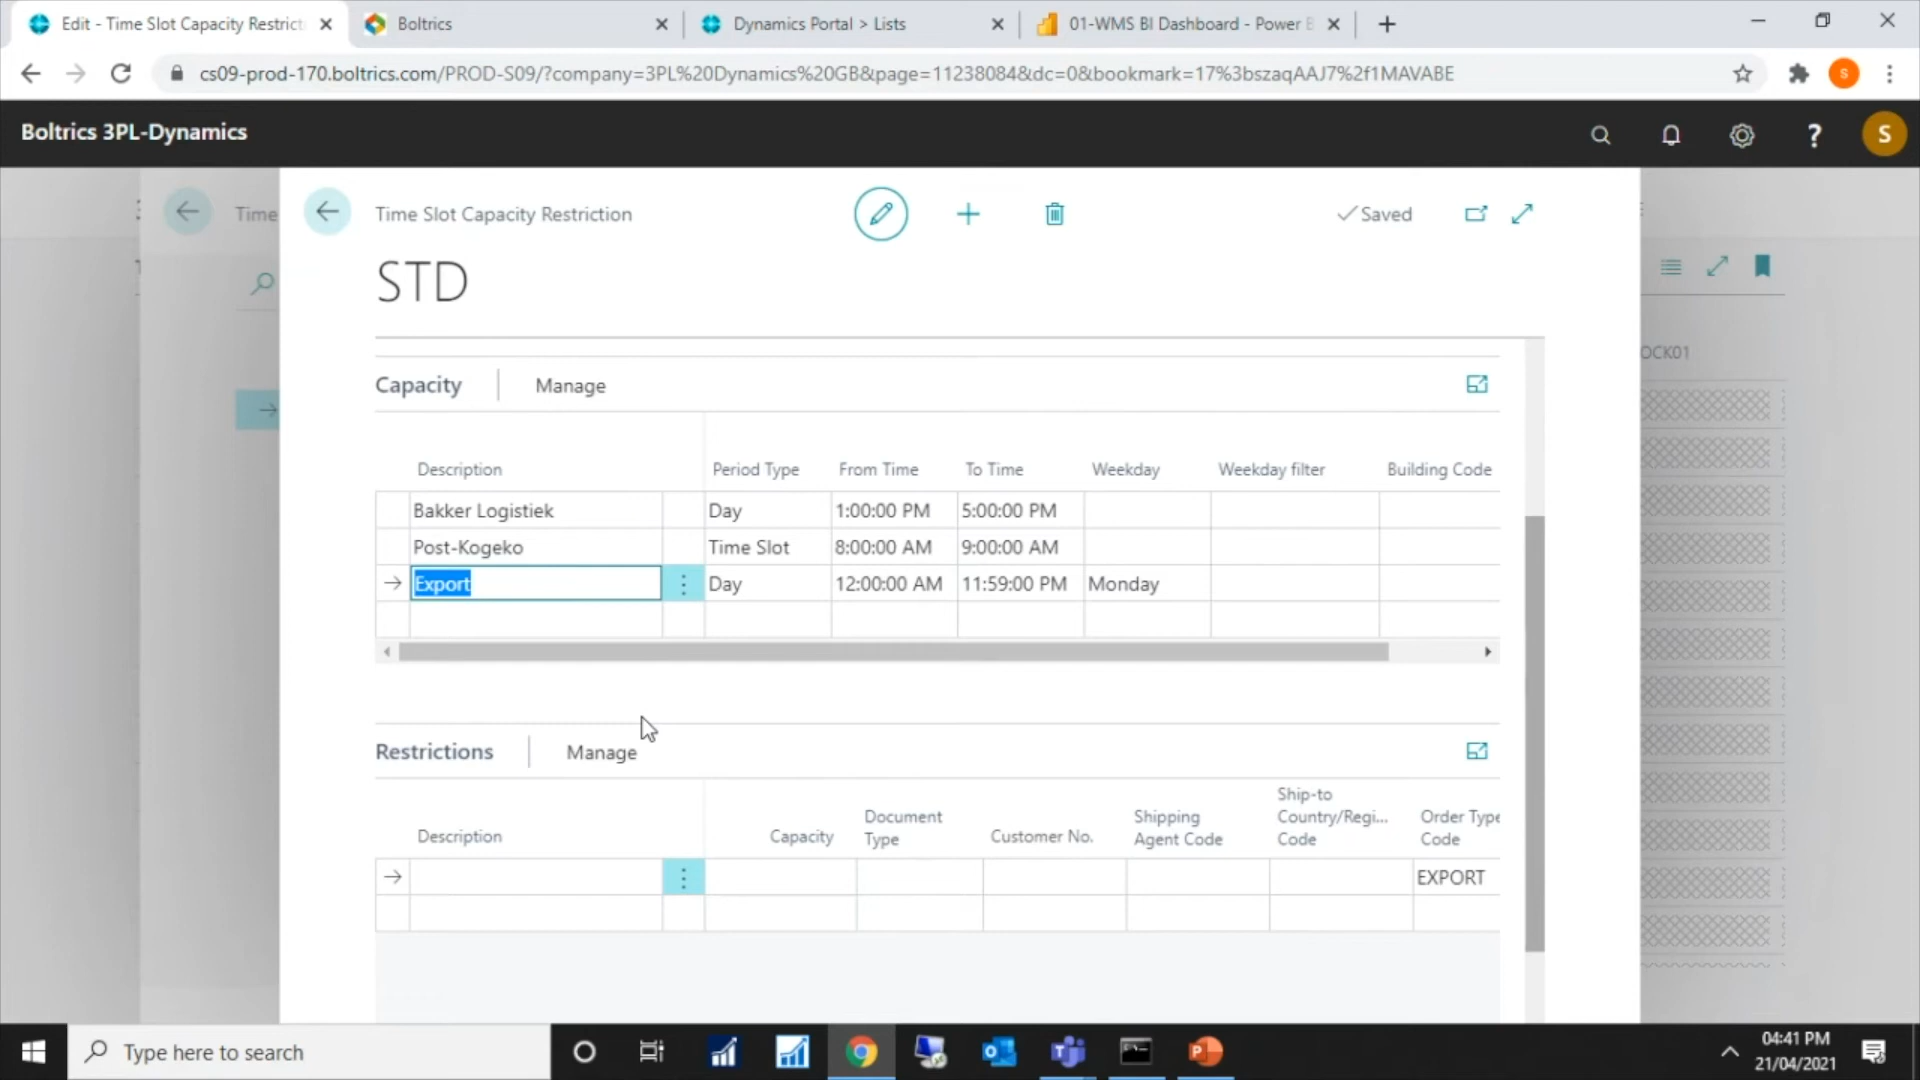 Edit - Time Slot Capacity Restricti
Boltrics
Dynamics Portal > Lists
01-WMS BI Dashboard - Power B
cs09-prod-170.boltrics.com/PROD-S09/?company=3PL%20Dynamics%20GB&page=11238084&dc=0&bookmark=17%3bszaqAAJ7%2f1MAVABE
S
Boltrics 3PL-Dynamics
?
S
Time
Time Slot Capacity Restriction
Saved
STD
OCK01
Capacity
Manage
Description
Period Type
From Time
To Time
Weekday
Weekday filter
Building Code
Bakker Logistiek
Day
1:00:00 PM
5:00:00 PM
Post-Kogeko
Time Slot
8:00:00 AM
9:00:00 AM
Export
Day
12:00:00 AM
11:59:00 PM
Monday
Restrictions
Manage
Description
Capacity
Document
Type
Customer No.
Shipping
Agent Code
Ship-to
Country/Regi...
Code
Order Type
Code
EXPORT
Type here to search
04:41 PM
21/04/2021